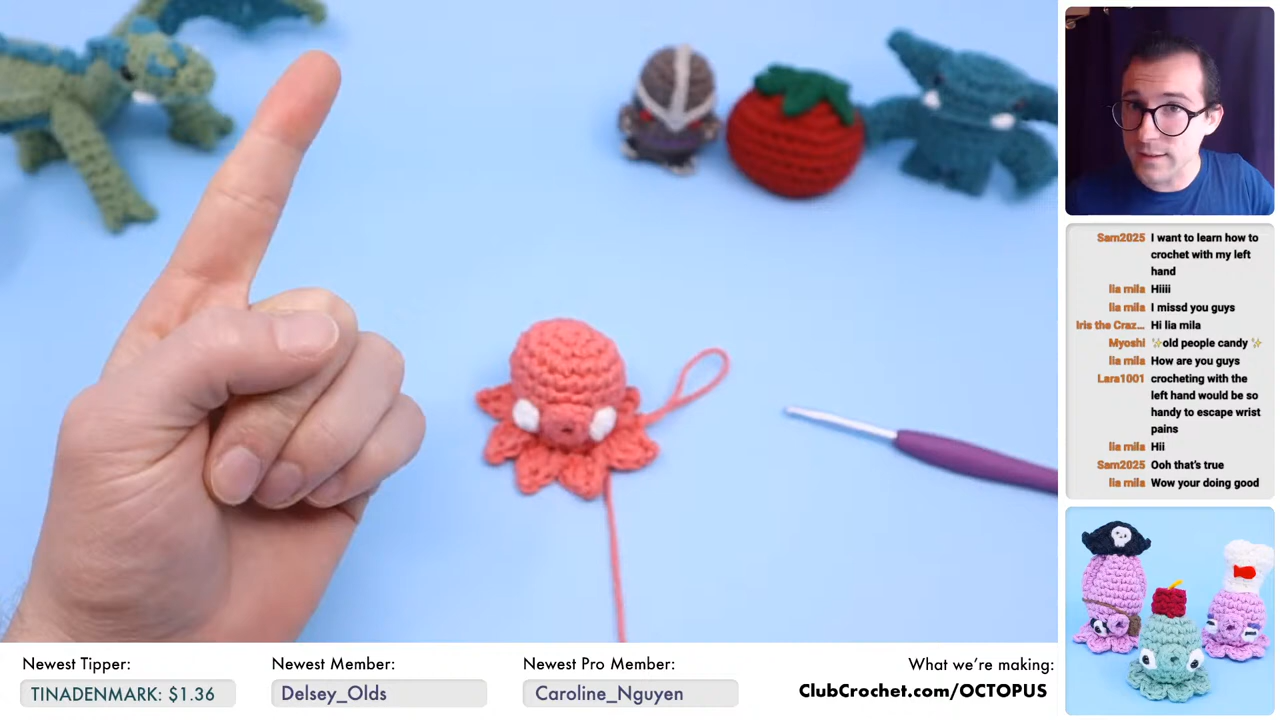 Sam2025 I want to learn how to
crochet with my left
hand
lia mila Hiiii
lia mila I missd you guys
Iris the Craz... Hi lia mila
Myoshi ✨old people candy ✨
lia mila How are you guys
Lara1001 crocheting with the
left hand would be so
handy to escape wrist
pains
lia mila Hii
Sam2025 Ooh that's true
lia mila Wow your doing good
Newest Tipper:
TINADENMARK: $1.36
Newest Member:
Delsey_Olds
Newest Pro Member:
Caroline_Nguyen
What we're making:
ClubCrochet.com/OCTOPUS